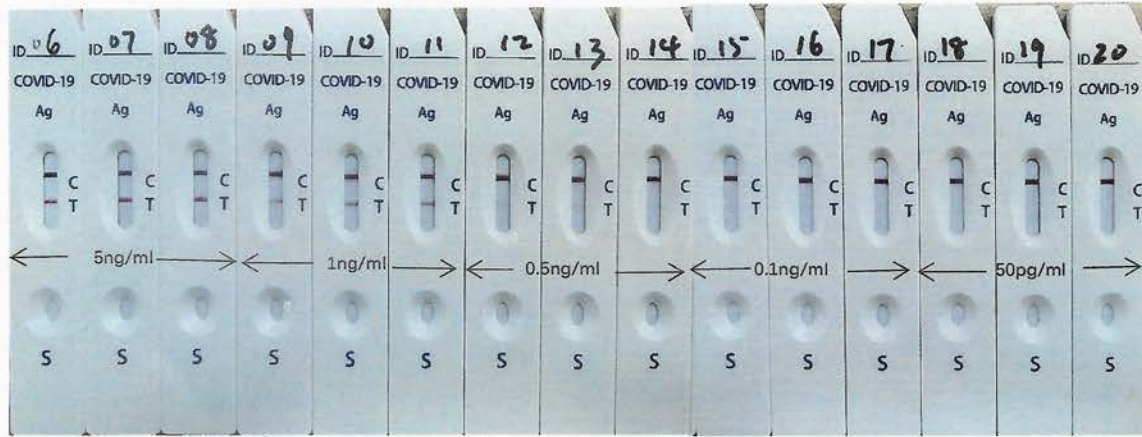 ID 06 ID 07 ID 08 ID 09 ID 10 ID 11 ID 12 ID 13 ID 14 ID 15 ID 16 ID 17 ID 18 ID 19 ID 20
COVID-19 COVID-19 COVID-19 COVID-19 COVID-19 COVID-19 COVID-19 COVID-19 COVID-19 COVID-19 COVID-19 COVID-19 COVID-19 COVID-19 COVID-19
Ag Ag Ag Ag Ag Ag Ag Ag Ag Ag Ag Ag Ag Ag Ag
C C C C C C C C C C C C C C C
T T T T T T T T T T T T T T T
5ng/ml 1ng/ml 0.5ng/ml 0.1ng/ml 50pg/ml
S S S S S S S S S S S S S S S